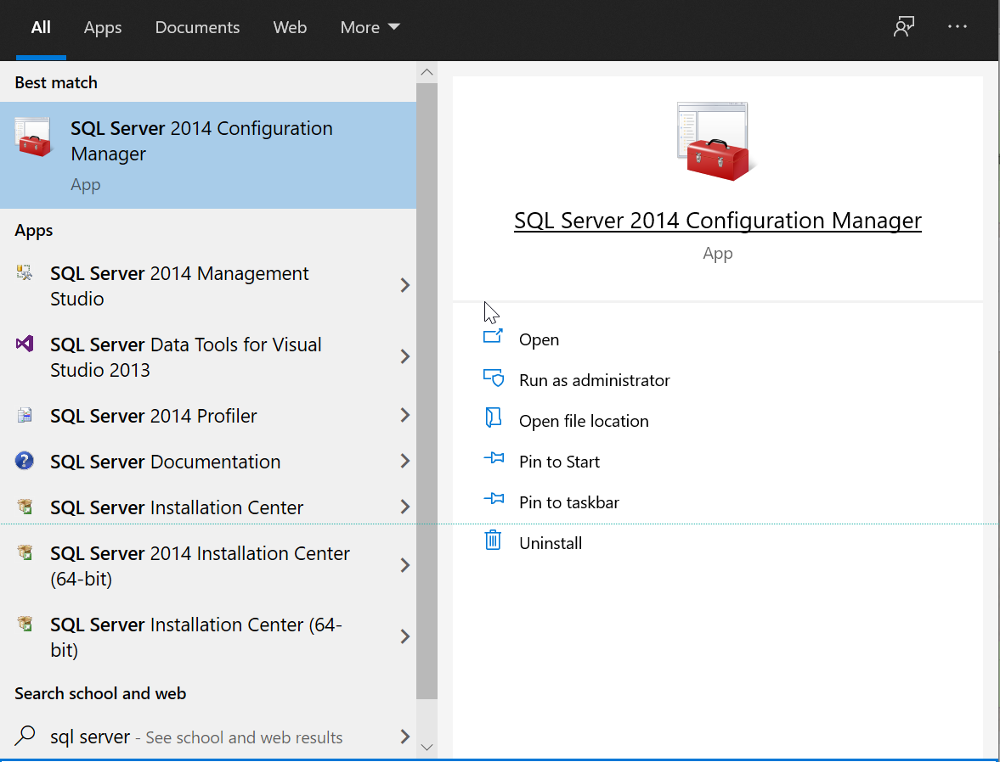 All Apps Documents Web More
Best match
SQL Server 2014 Configuration
Manager
App
Apps
SQL Server 2014 Management
Studio
SQL Server Data Tools for Visual
Studio 2013
SQL Server 2014 Profiler
SQL Server Documentation
SQL Server Installation Center
SQL Server 2014 Installation Center
(64-bit)
SQL Server Installation Center (64-
bit)
Search school and web
sql server - See school and web results
SQL Server 2014 Configuration Manager
App
Open
Run as administrator
Open file location
Pin to Start
Pin to taskbar
Uninstall